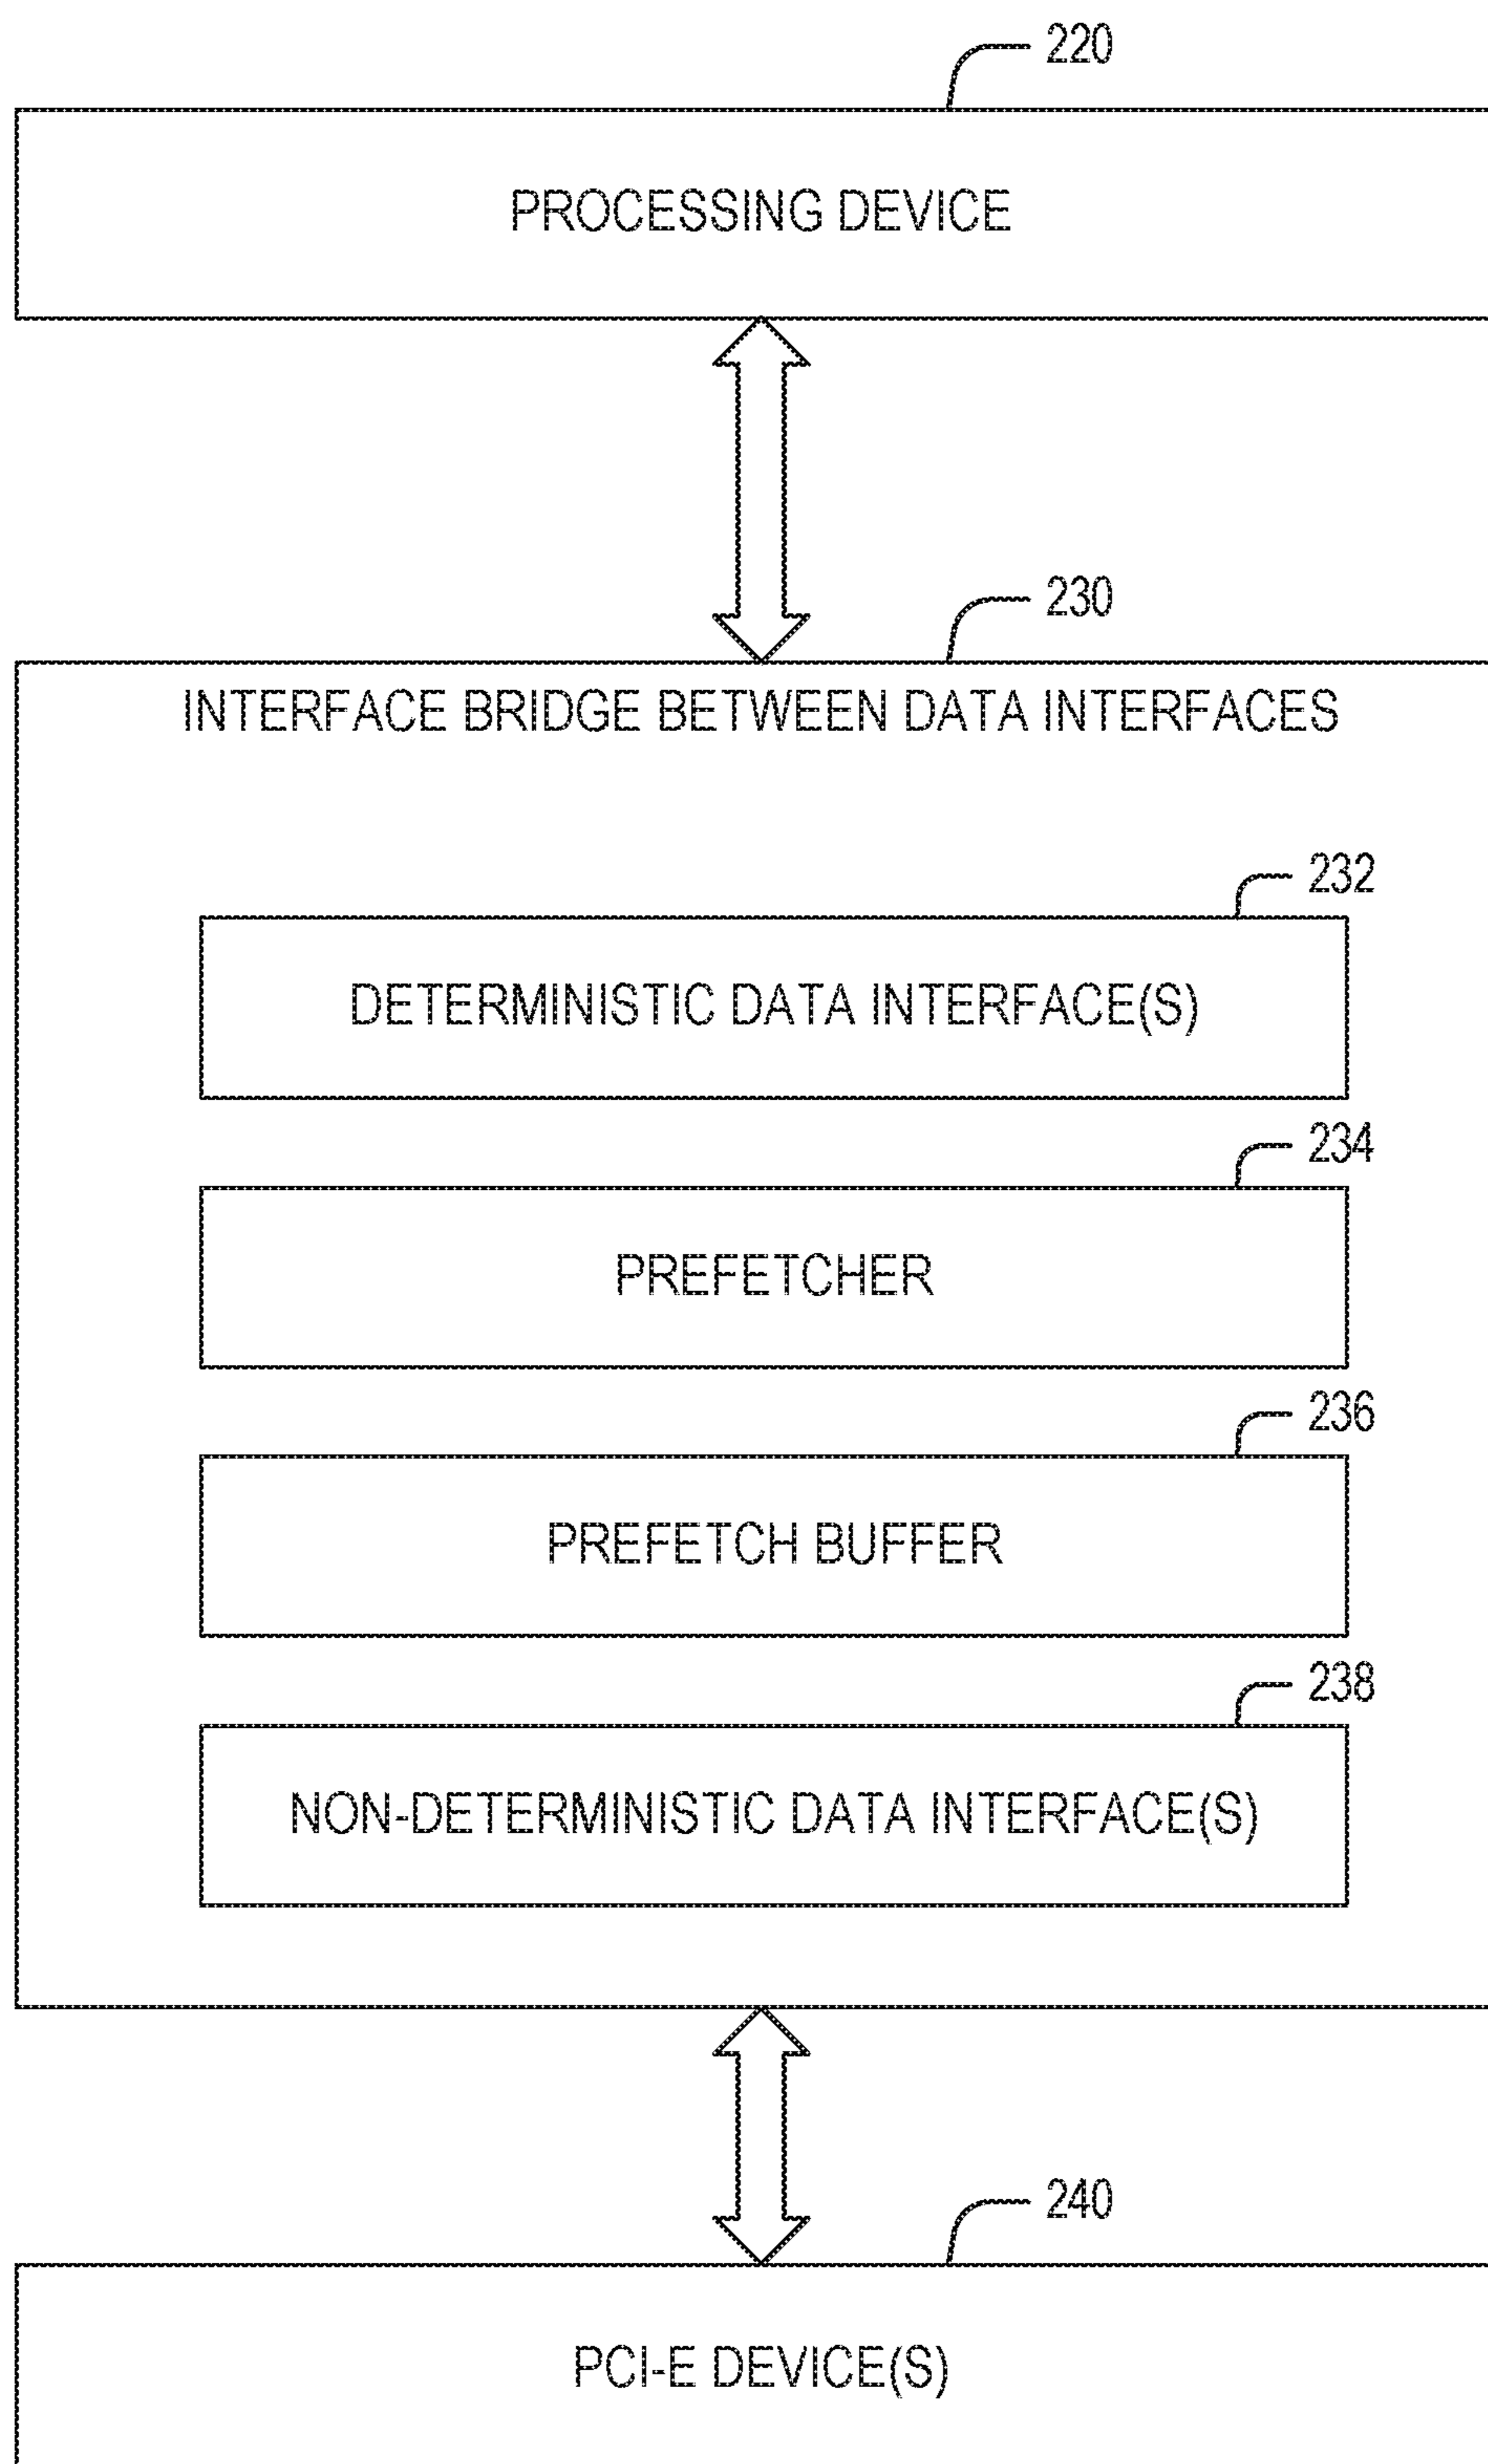 220
PROCESSING DEVICE
230
INTERFACE BRIDGE BETWEEN DATA INTERFACES
232
DETERMINISTIC DATA INTERFACE(S)
234
PREFETCHER
236
PREFETCH BUFFER
238
NON-DETERMINISTIC DATA INTERFACE(S)
240
PCI-E DEVICE(S)